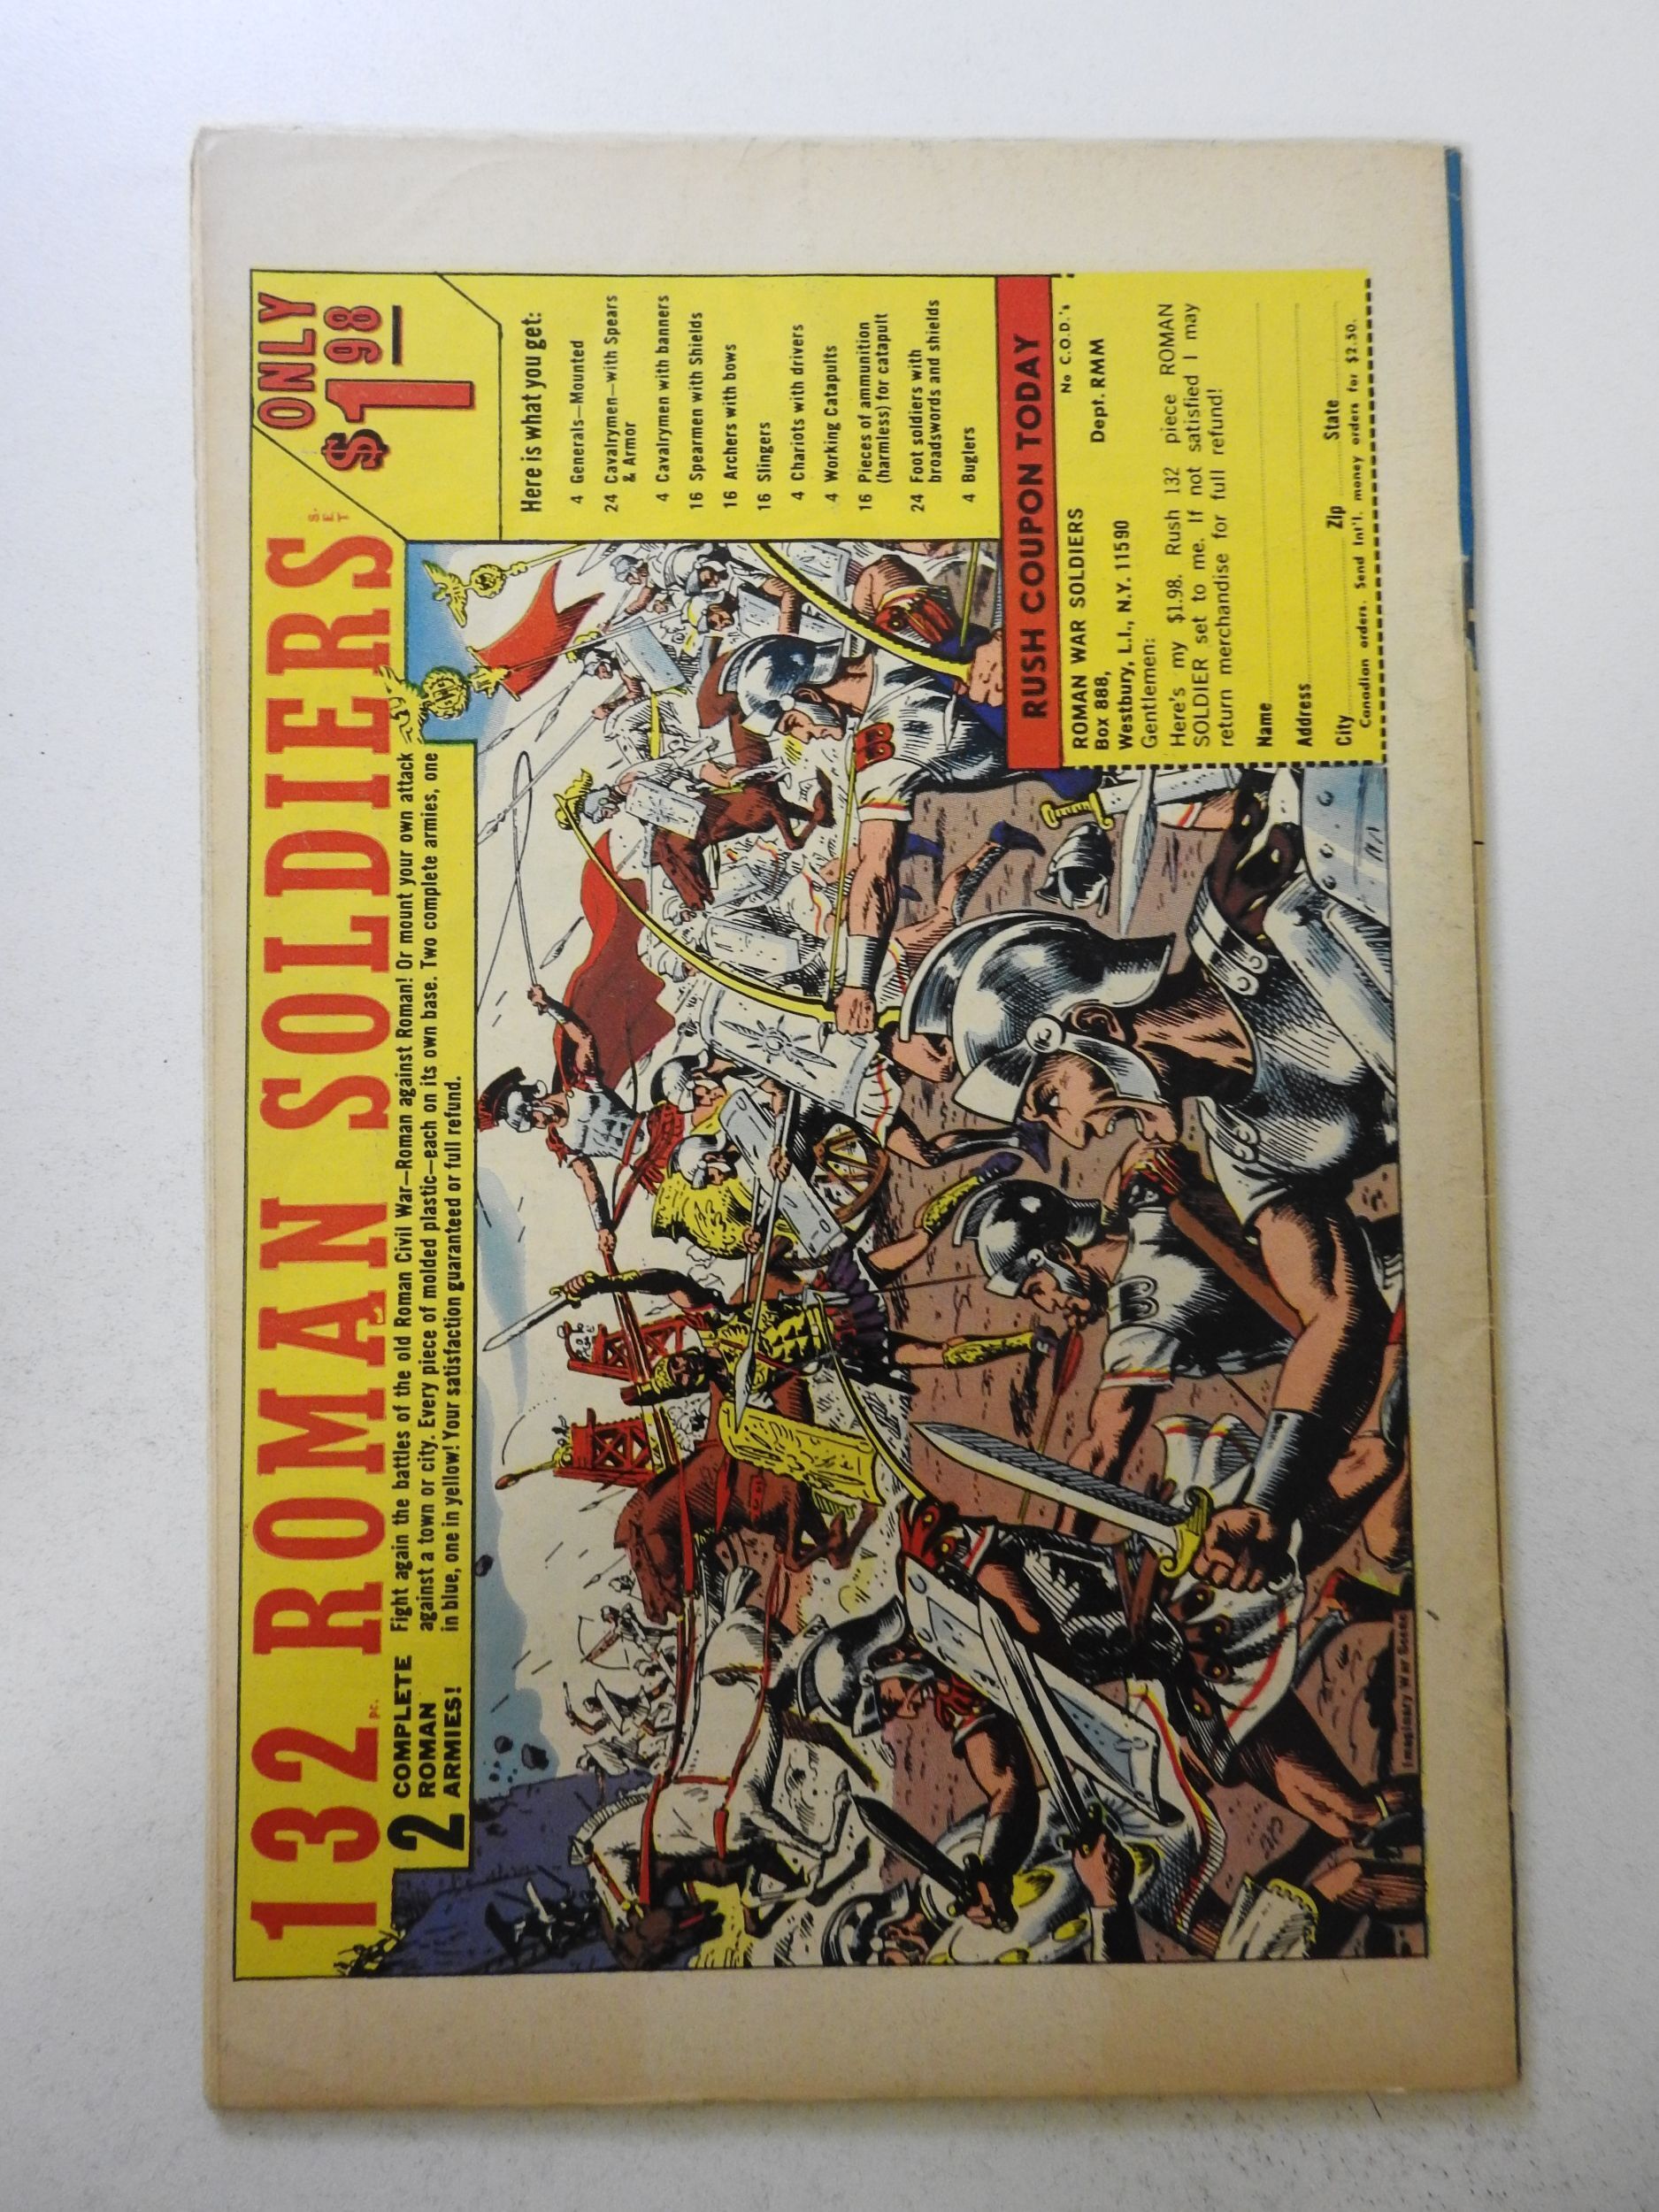 132 pc. ROMAN SOLDIERS SET
ONLY
$1.98
2 COMPLETE
ROMAN
ARMIES!
Fight again the battles of the old Roman Civil War—Roman against Roman! Or mount your own attack
against a town or city. Every piece of molded plastic—each on its own base. Two complete armies, one
in blue, one in yellow! Your satisfaction guaranteed or full refund.
Here is what you get:
4 Generals—Mounted
24 Cavalrymen—with Spears
& Armor
4 Cavalrymen with banners
16 Spearmen with Shields
16 Archers with bows
16 Slingers
4 Chariots with drivers
4 Working Catapults
16 Pieces of ammunition
(harmless) for catapult
24 Foot soldiers with
broadswords and shields
4 Buglers
RUSH COUPON TODAY
No C.O.D.'s
ROMAN WAR SOLDIERS
Box 888, Dept. RMM
Westbury, L.I., N.Y. 11590
Gentlemen:
Here's my $1.98. Rush 132 piece ROMAN
SOLDIER set to me. If not satisfied I may
return merchandise for full refund!
Name
Address
City Zip State
Canadian orders. Send Int'l. money orders for $2.50.
Imaginary War Scene